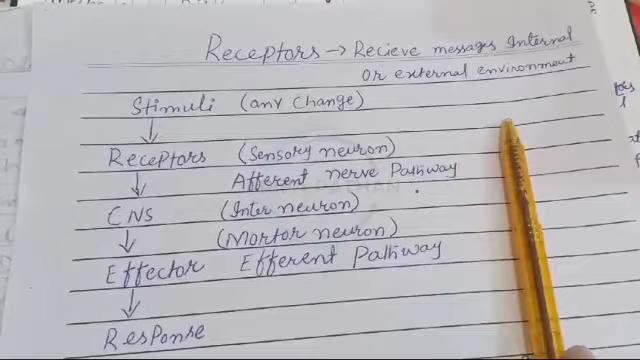 Receptors → Recieve messages Internal
or external environment
Stimuli (any change)
↓
Receptors (Sensory neuron)
↓ Afferent nerve Pathway
CNS (Inter neuron)
↓ (Mortor neuron)
Effector Efferent Pathway
↓
Response